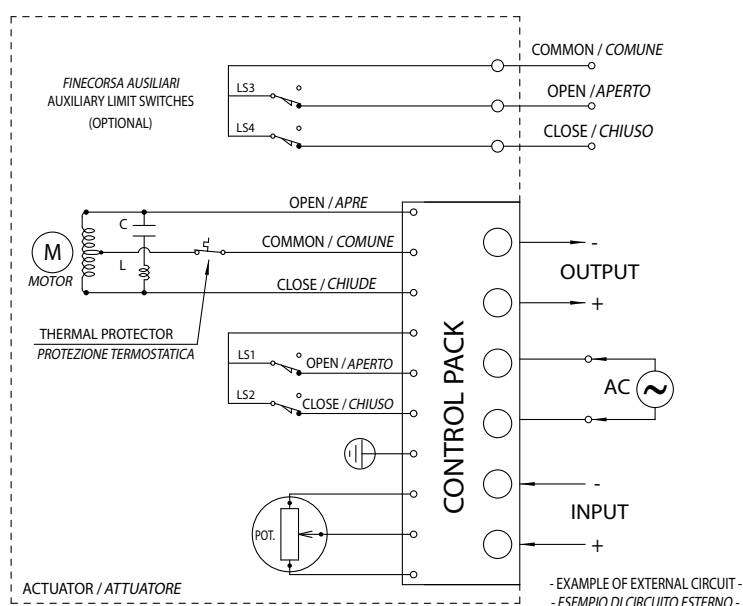 COMMON / COMUNE
FINECORSA AUSILIARI
AUXILIARY LIMIT SWITCHES
(OPTIONAL)
LS3
OPEN / APERTO
LS4
CLOSE / CHIUSO
OPEN / APRE
C
M
MOTOR
COMMON / COMUNE
L
CLOSE / CHIUDE
THERMAL PROTECTOR
PROTEZIONE TERMOSTATICA
LS1
OPEN / APERTO
LS2
CLOSE / CHIUSO
POT.
CONTROL PACK
-
OUTPUT
+
AC
~
-
INPUT
+
ACTUATOR / ATTUATORE
- EXAMPLE OF EXTERNAL CIRCUIT -
- ESEMPIO DI CIRCUITO ESTERNO -